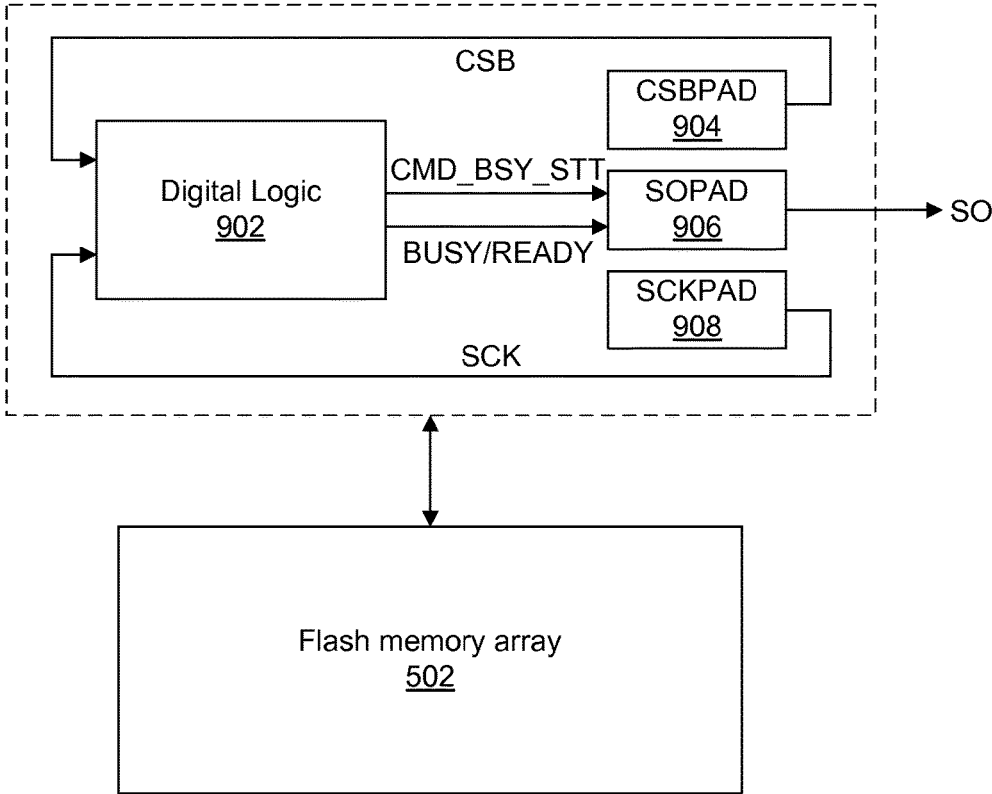 CSB
CSBPAD
904
Digital Logic
902
CMD_BSY_STT
BUSY/READY
SOPAD
906
SO
SCKPAD
908
SCK
Flash memory array
502